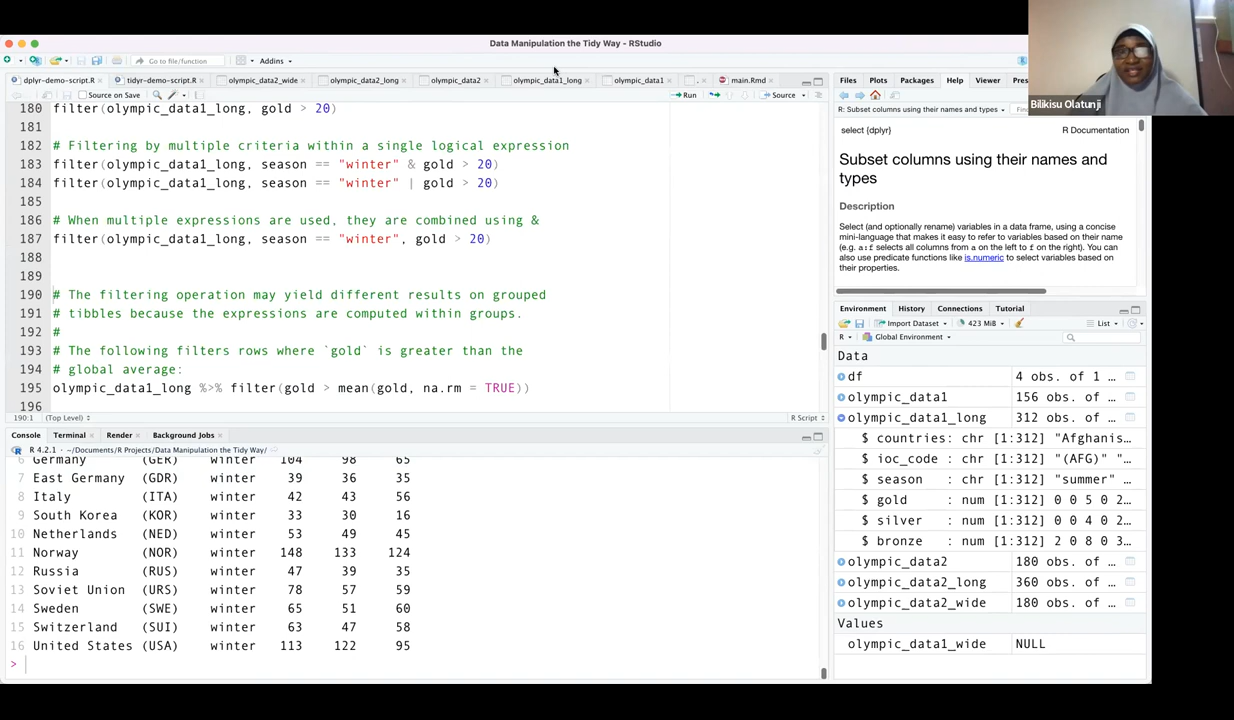 Data Manipulation the Tidy Way - RStudio
Go to file/function
Addins
dplyr-demo-script.R
tidyr-demo-script.R
olympic_data2_wide
olympic_data2_long
olympic_data2
olympic_data1_long
olympic_data1
main.Rmd
Source on Save
Run
Source
180 filter(olympic_data1_long, gold > 20)
181
182 # Filtering by multiple criteria within a single logical expression
183 filter(olympic_data1_long, season == "winter" & gold > 20)
184 filter(olympic_data1_long, season == "winter" | gold > 20)
185
186 # When multiple expressions are used, they are combined using &
187 filter(olympic_data1_long, season == "winter", gold > 20)
188
189
190 # The filtering operation may yield different results on grouped
191 # tibbles because the expressions are computed within groups.
192 #
193 # The following filters rows where `gold` is greater than the
194 # global average:
195 olympic_data1_long %>% filter(gold > mean(gold, na.rm = TRUE))
196
190:1 (Top Level)
R Script
Console Terminal Render Background Jobs
R 4.2.1 · ~/Documents/R Projects/Data Manipulation the Tidy Way/
6 Germany (GER) winter 104 98 65
7 East Germany (GDR) winter 39 36 35
8 Italy (ITA) winter 42 43 56
9 South Korea (KOR) winter 33 30 16
10 Netherlands (NED) winter 53 49 45
11 Norway (NOR) winter 148 133 124
12 Russia (RUS) winter 47 39 35
13 Soviet Union (URS) winter 78 57 59
14 Sweden (SWE) winter 65 51 60
15 Switzerland (SUI) winter 63 47 58
16 United States (USA) winter 113 122 95
>
Files Plots Packages Help Viewer Pres
R: Subset columns using their names and types
select {dplyr}
R Documentation
Subset columns using their names and
types
Description
Select (and optionally rename) variables in a data frame, using a concise
mini-language that makes it easy to refer to variables based on their name
(e.g. a:f selects all columns from a on the left to f on the right). You can
also use predicate functions like is.numeric to select variables based on
their properties.
Environment History Connections Tutorial
Import Dataset 423 MiB List
R Global Environment
Data
df 4 obs. of 1 …
olympic_data1 156 obs. of …
olympic_data1_long 312 obs. of …
$ countries: chr [1:312] "Afghanis…
$ ioc_code : chr [1:312] "(AFG)" "…
$ season : chr [1:312] "summer" …
$ gold : num [1:312] 0 0 5 0 2…
$ silver : num [1:312] 0 0 4 0 2…
$ bronze : num [1:312] 2 0 8 0 3…
olympic_data2 180 obs. of …
olympic_data2_long 360 obs. of …
olympic_data2_wide 180 obs. of …
Values
olympic_data1_wide NULL
Bilikisu Olatunji